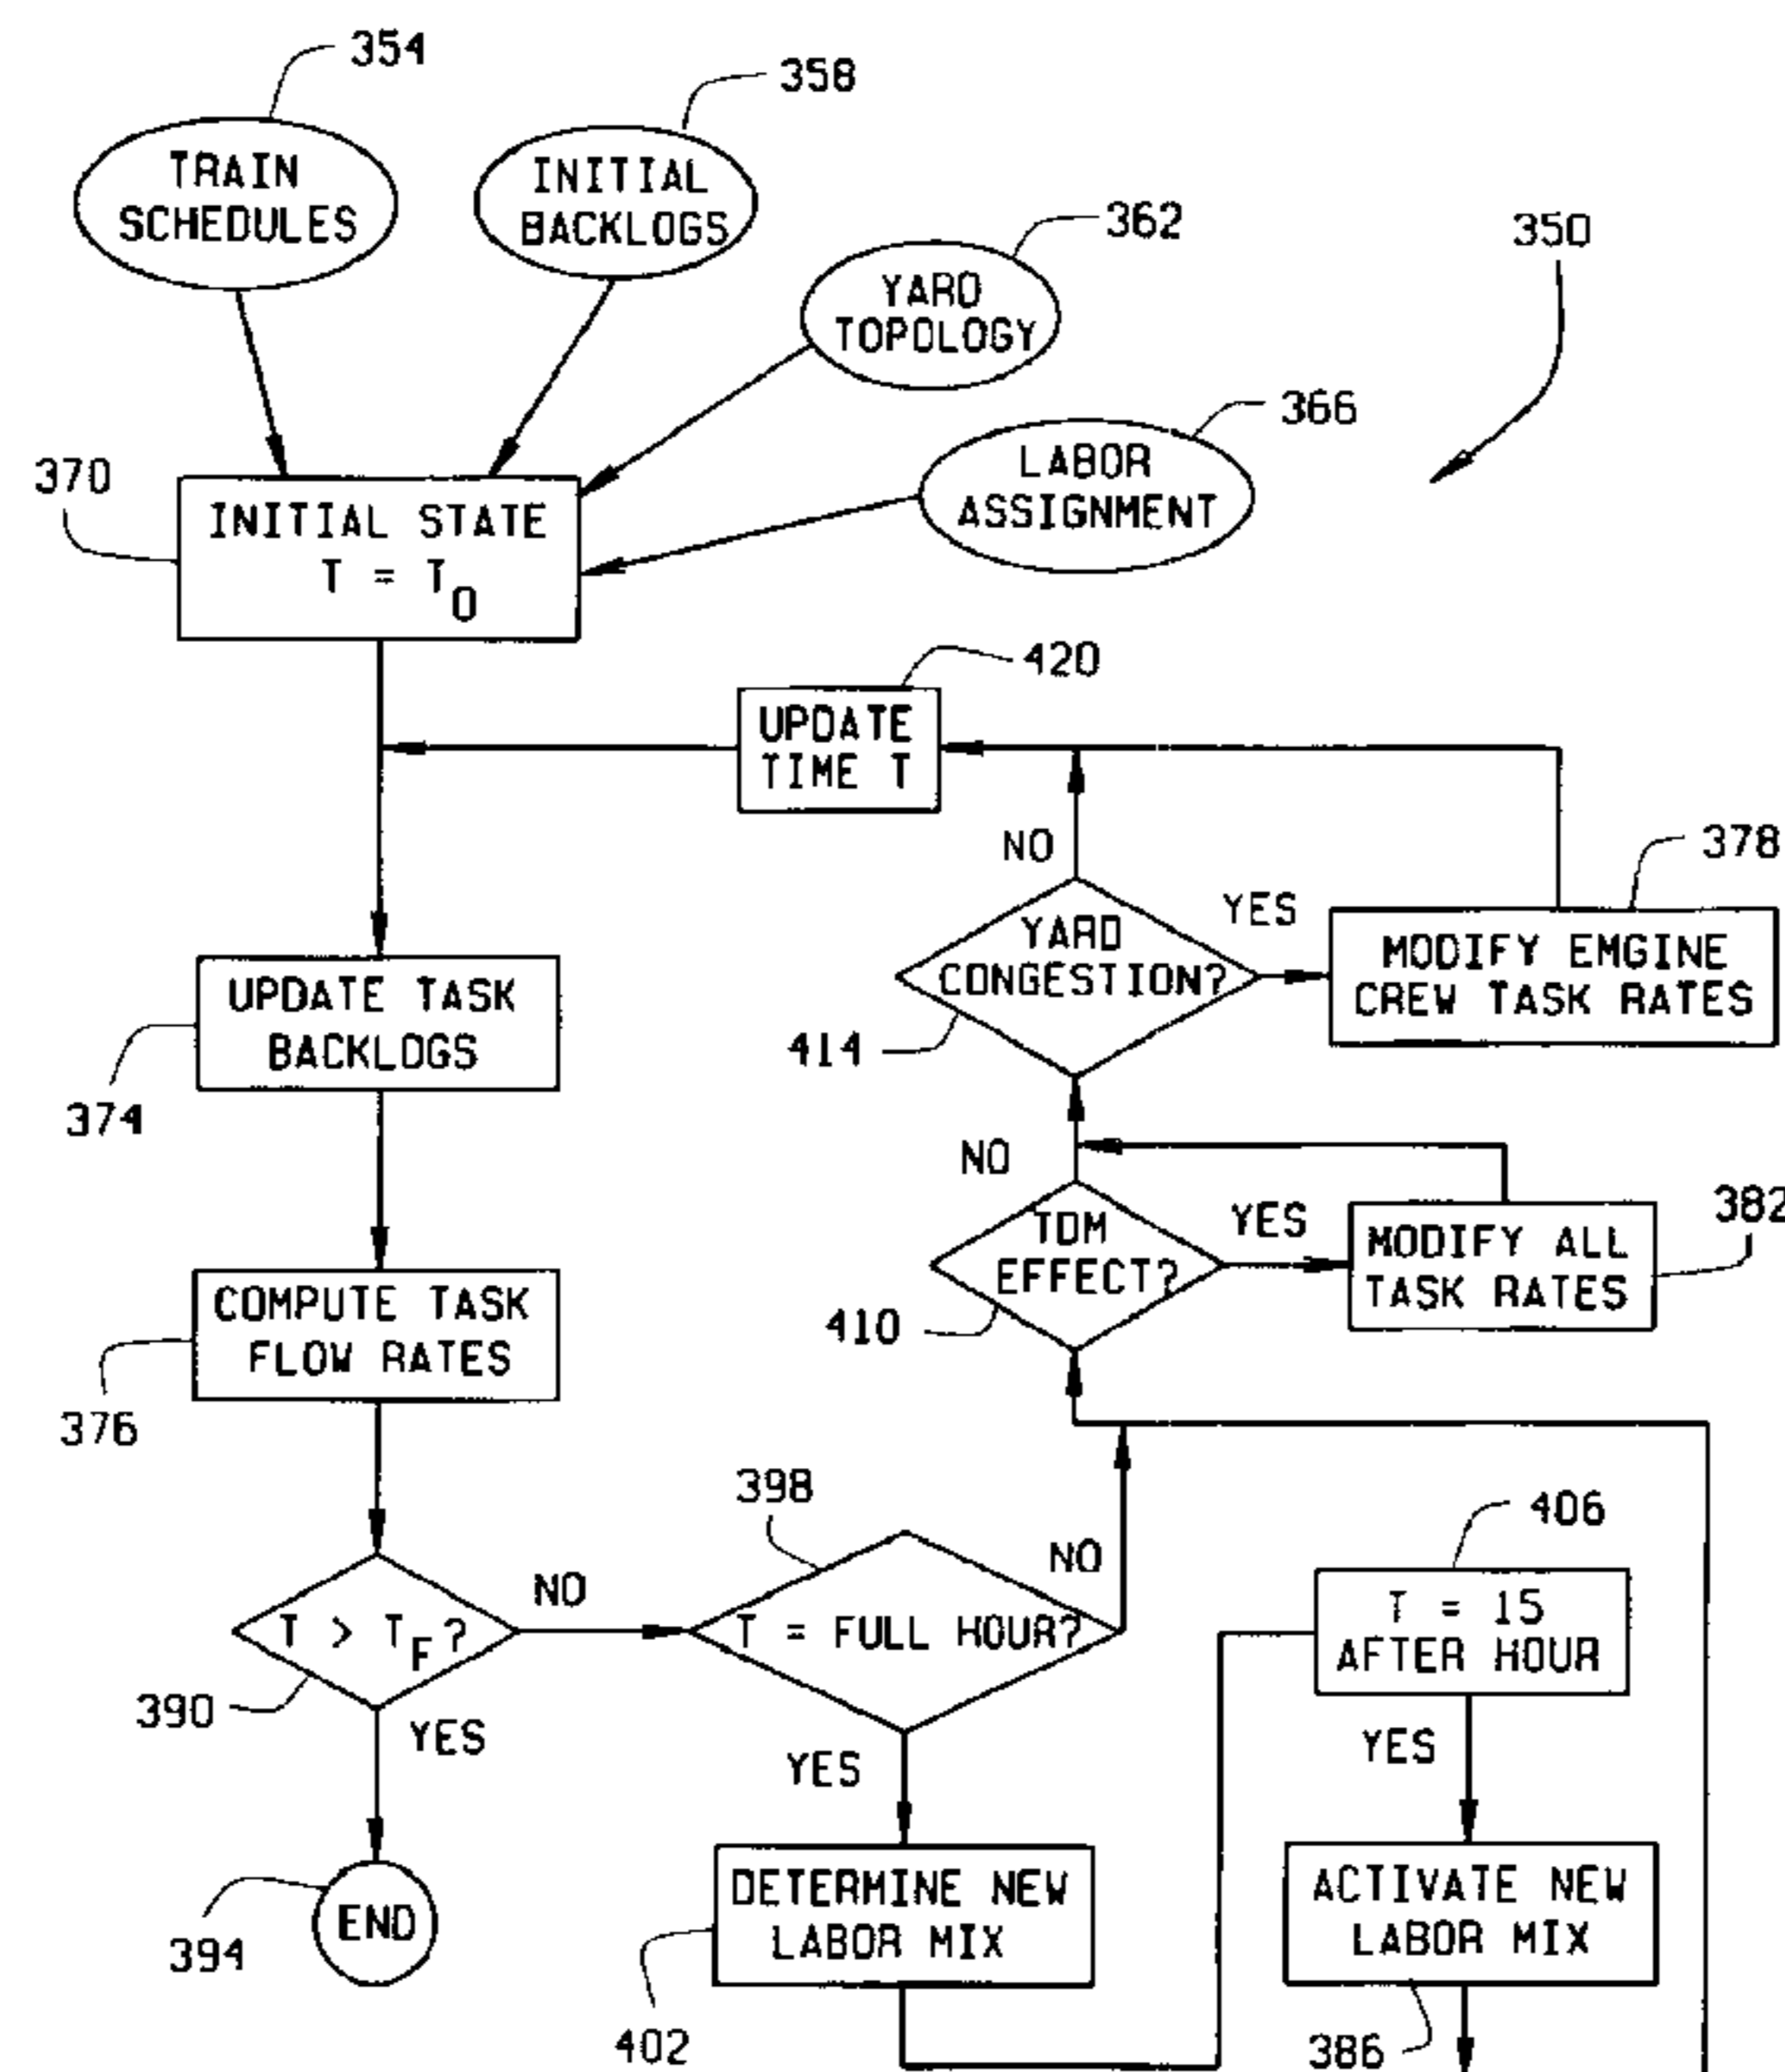 354
358
TRAIN
SCHEDULES
INITIAL
BACKLOGS
362
350
YARD
TOPOLOGY
366
LABOR
ASSIGNMENT
370
INITIAL STATE
T = T0
420
UPDATE
TIME T
378
NO
YES
YARD
CONGESTION?
MODIFY EMGINE
CREW TASK RATES
414
UPDATE TASK
BACKLOGS
374
NO
382
TDM
EFFECT?
YES
MODIFY ALL
TASK RATES
410
COMPUTE TASK
FLOW RATES
376
398
406
NO
NO
T > TF?
T = FULL HOUR?
T = 15
AFTER HOUR
390
YES
YES
YES
END
394
DETERMINE NEW
LABOR MIX
402
ACTIVATE NEW
LABOR MIX
386